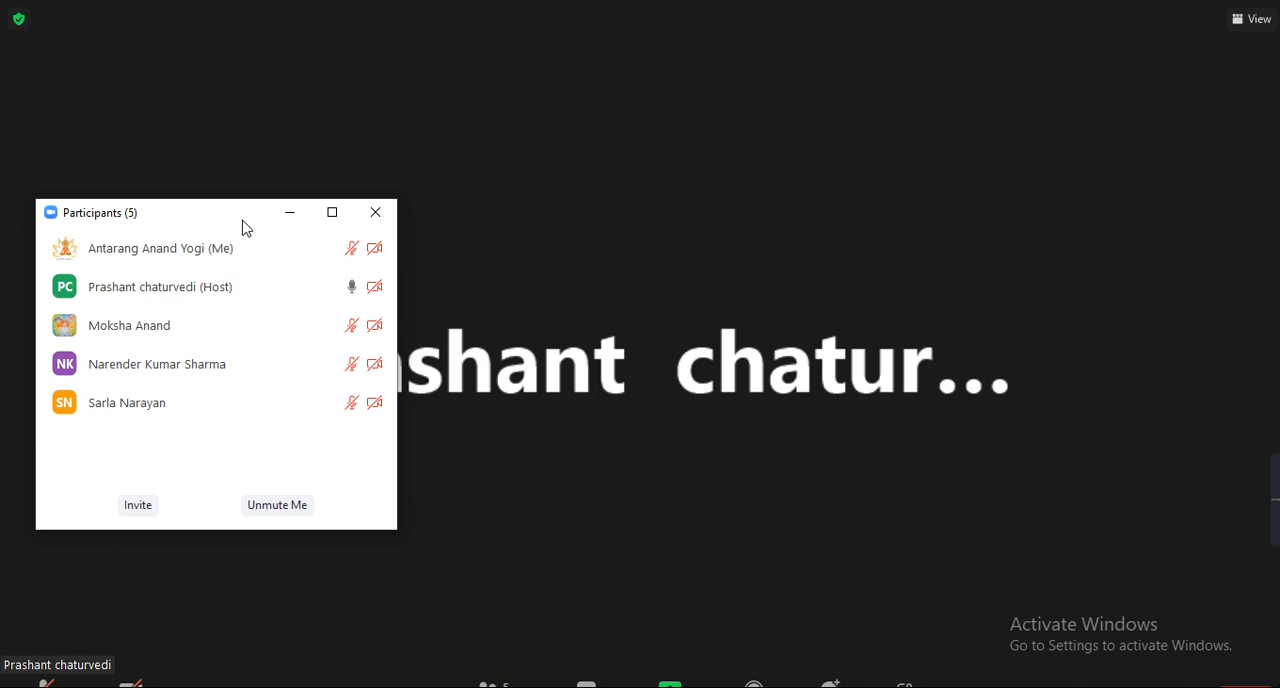 View
Participants (5)
Antarang Anand Yogi (Me)
PC Prashant chaturvedi (Host)
Moksha Anand
NK Narender Kumar Sharma
SN Sarla Narayan
Invite Unmute Me
shant chatur...
Activate Windows
Go to Settings to activate Windows.
Prashant chaturvedi